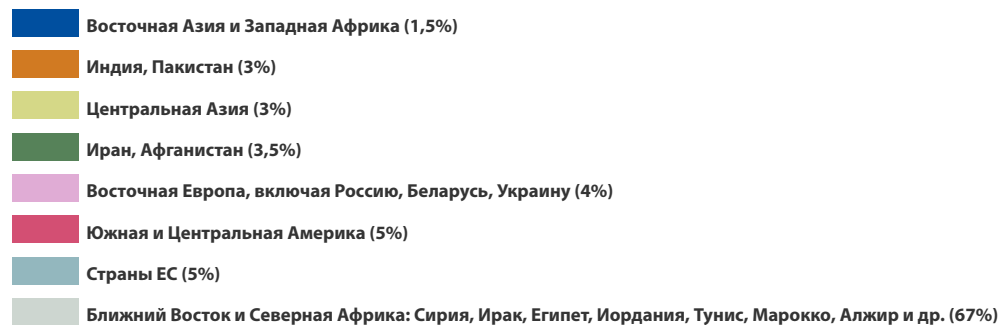 Восточная Азия и Западная Африка (1,5%)
Индия, Пакистан (3%)
Центральная Азия (3%)
Иран, Афганистан (3,5%)
Восточная Европа, включая Россию, Беларусь, Украину (4%)
Южная и Центральная Америка (5%)
Страны ЕС (5%)
Ближний Восток и Северная Африка: Сирия, Ирак, Египет, Иордания, Тунис, Марокко, Алжир и др. (67%)